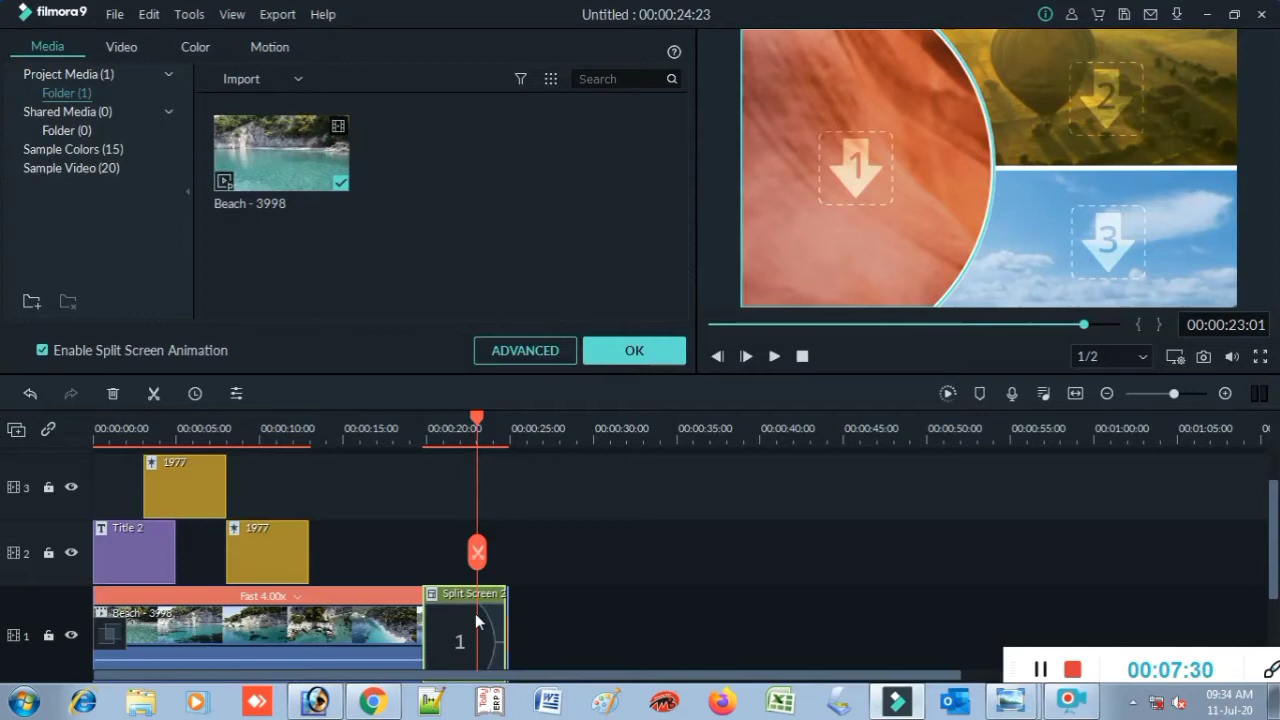 filmora9 File Edit Tools View Export Help Untitled : 00:00:24:23
Media Video Color Motion
Project Media (1)
Folder (1)
Shared Media (0)
Folder (0)
Sample Colors (15)
Sample Video (20)
Import Search
Beach - 3998
Enable Split Screen Animation ADVANCED OK
1
2
3
00:00:23:01
1/2
00:00:00:00 00:00:05:00 00:00:10:00 00:00:15:00 00:00:20:00 00:00:25:00 00:00:30:00 00:00:35:00 00:00:40:00 00:00:45:00 00:00:50:00 00:00:55:00 00:01:00:00 00:01:05:00
3 1977
2 T Title 2 1977
Fast 4.00x Split Screen 2
Beach - 3998
1 1
00:07:30
09:34 AM
11-Jul-20